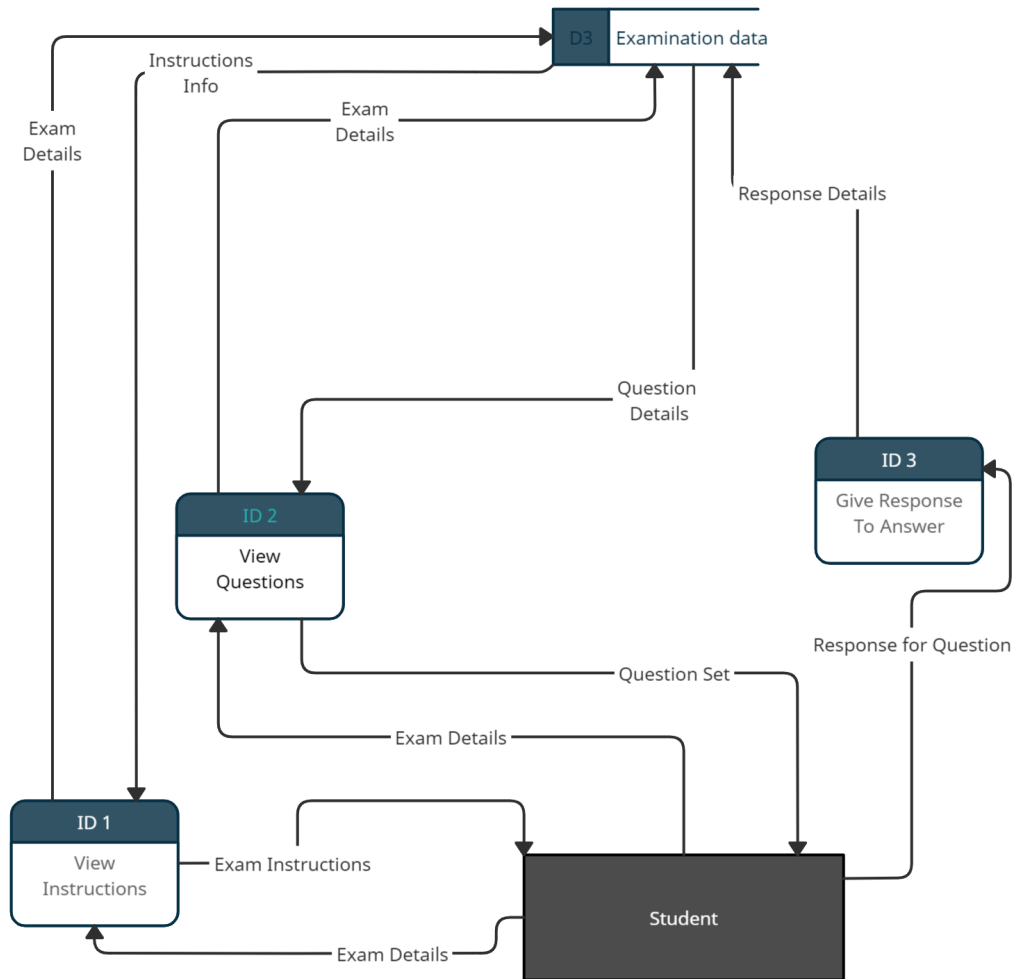 D3
Examination data
Instructions
Info
Exam
Details
Exam
Details
Response Details
Question
Details
ID 3
Give Response
To Answer
ID 2
View
Questions
Response for Question
Question Set
Exam Details
ID 1
View
Instructions
Exam Instructions
Student
Exam Details